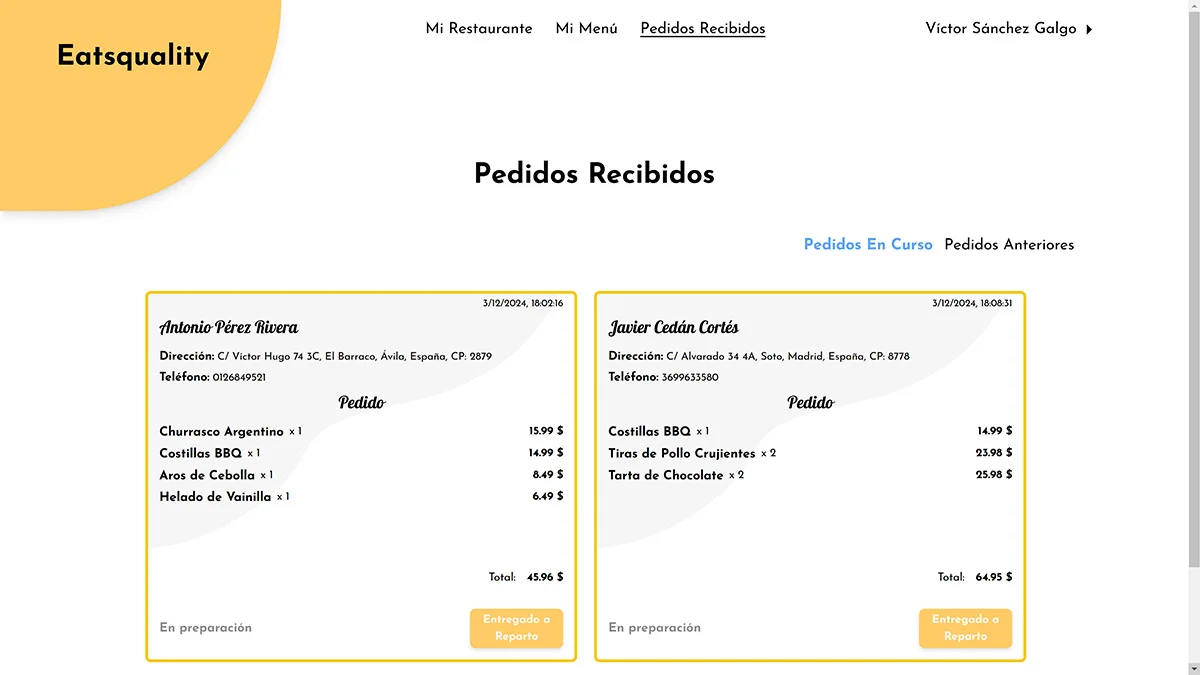 Eatsquality
Mi Restaurante Mi Menú Pedidos Recibidos Víctor Sánchez Galgo
Pedidos Recibidos
Pedidos En Curso Pedidos Anteriores
3/12/2024, 18:02:16
Antonio Pérez Rivera
Dirección: C/ Victor Hugo 74 3C, El Barraco, Ávila, España, CP: 2879
Teléfono: 0126849521
Pedido
Churrasco Argentino x 1 15.99 $
Costillas BBQ x 1 14.99 $
Aros de Cebolla x 1 8.49 $
Helado de Vainilla x 1 6.49 $
Total: 45.96 $
En preparación
Entregado a
Reparto
3/12/2024, 18:08:31
Javier Cedán Cortés
Dirección: C/ Alvarado 34 4A, Soto, Madrid, España, CP: 8778
Teléfono: 3699633580
Pedido
Costillas BBQ x 1 14.99 $
Tiras de Pollo Crujientes x 2 23.98 $
Tarta de Chocolate x 2 25.98 $
Total: 64.95 $
En preparación
Entregado a
Reparto